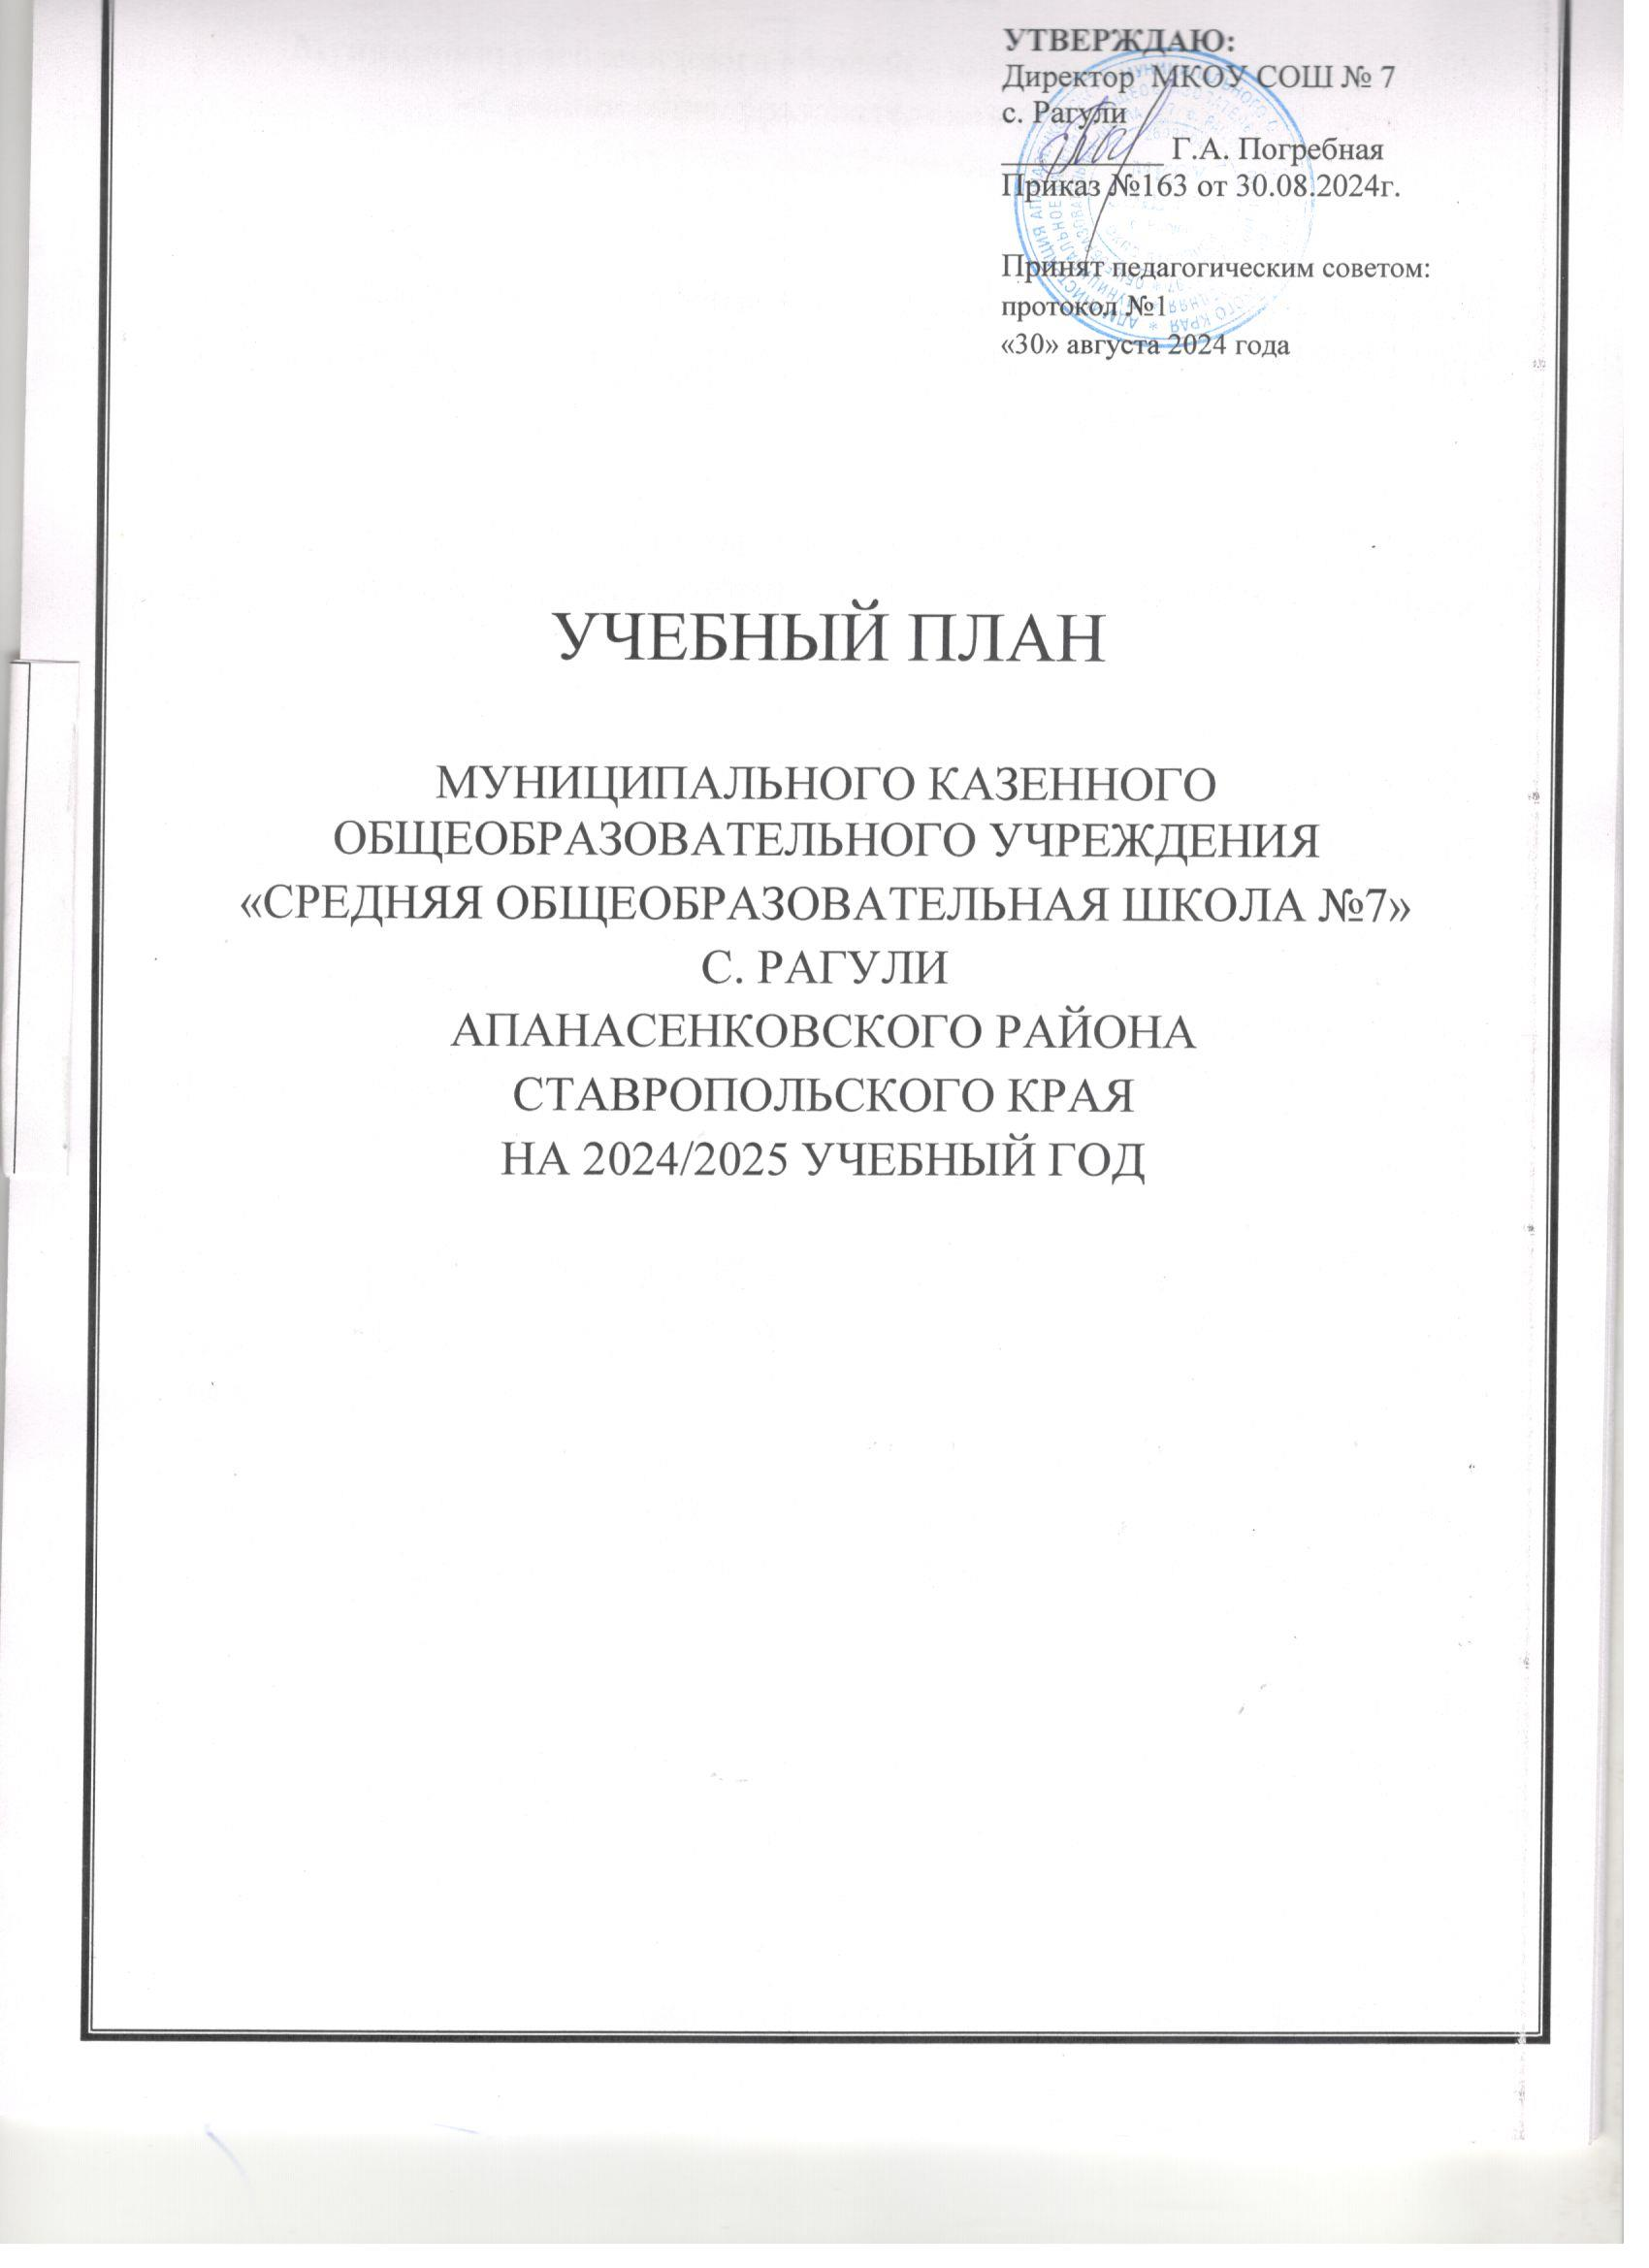 УТВЕРЖДАЮ:
Директор МКОУ СОШ № 7
с. Рагули
___________ Г.А. Погребная
Приказ №163 от 30.08.2024г.
Принят педагогическим советом:
протокол №1
«30» августа 2024 года
УЧЕБНЫЙ ПЛАН
МУНИЦИПАЛЬНОГО КАЗЕННОГО
ОБЩЕОБРАЗОВАТЕЛЬНОГО УЧРЕЖДЕНИЯ
«СРЕДНЯЯ ОБЩЕОБРАЗОВАТЕЛЬНАЯ ШКОЛА №7»
С. РАГУЛИ
АПАНАСЕНКОВСКОГО РАЙОНА
СТАВРОПОЛЬСКОГО КРАЯ
НА 2024/2025 УЧЕБНЫЙ ГОД